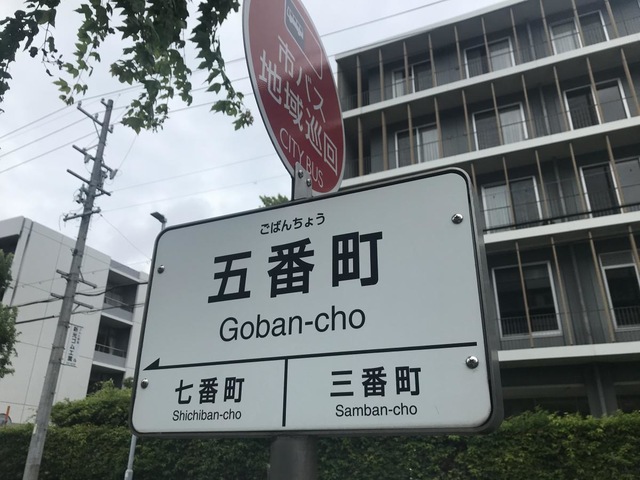 市バス
地域巡回
CITY BUS
ごばんちょう
五番町
Goban-cho
七番町
Shichiban-cho
三番町
Samban-cho